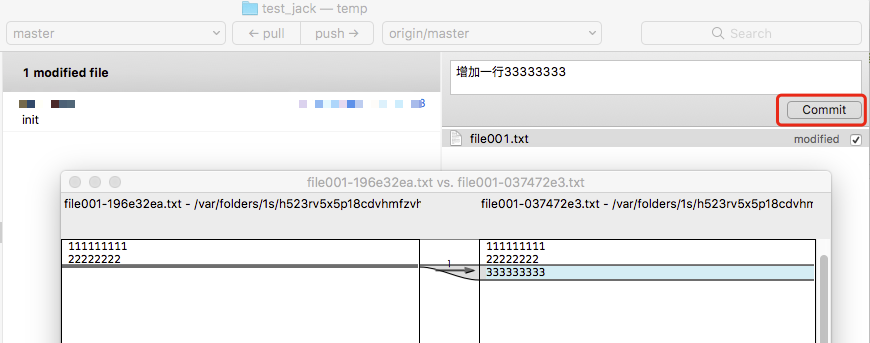 test_jack — temp
master
← pull
push →
origin/master
Search
1 modified file
增加一行33333333
Commit
init
file001.txt
modified
file001-196e32ea.txt vs. file001-037472e3.txt
file001-196e32ea.txt - /var/folders/1s/h523rv5x5p18cdvhmfzvh
file001-037472e3.txt - /var/folders/1s/h523rv5x5p18cdvhm
111111111
22222222
1
111111111
22222222
333333333